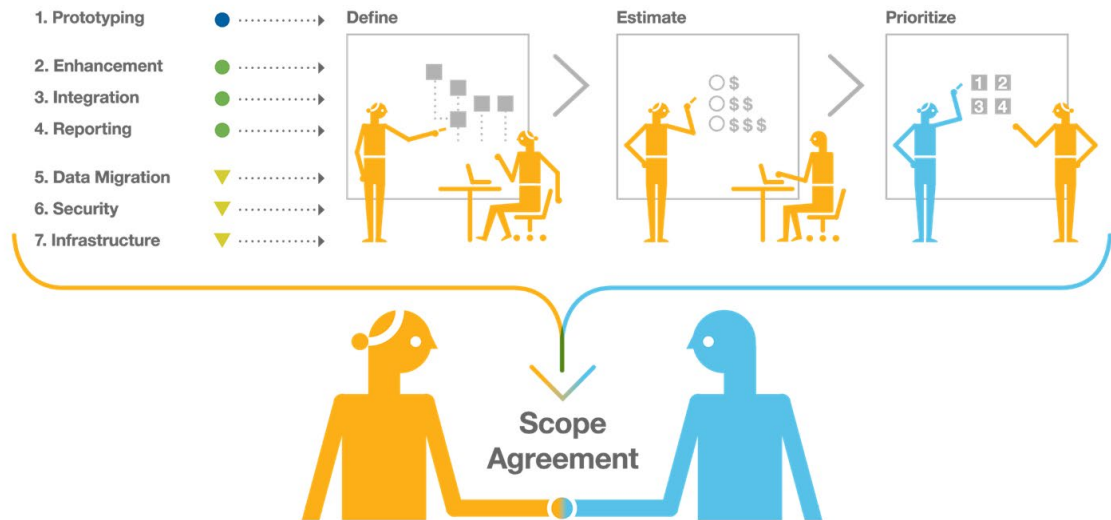 1. Prototyping
2. Enhancement
3. Integration
4. Reporting
5. Data Migration
6. Security
7. Infrastructure
Define
Estimate
$
$$
$$$
Prioritize
1 2
3 4
Scope
Agreement